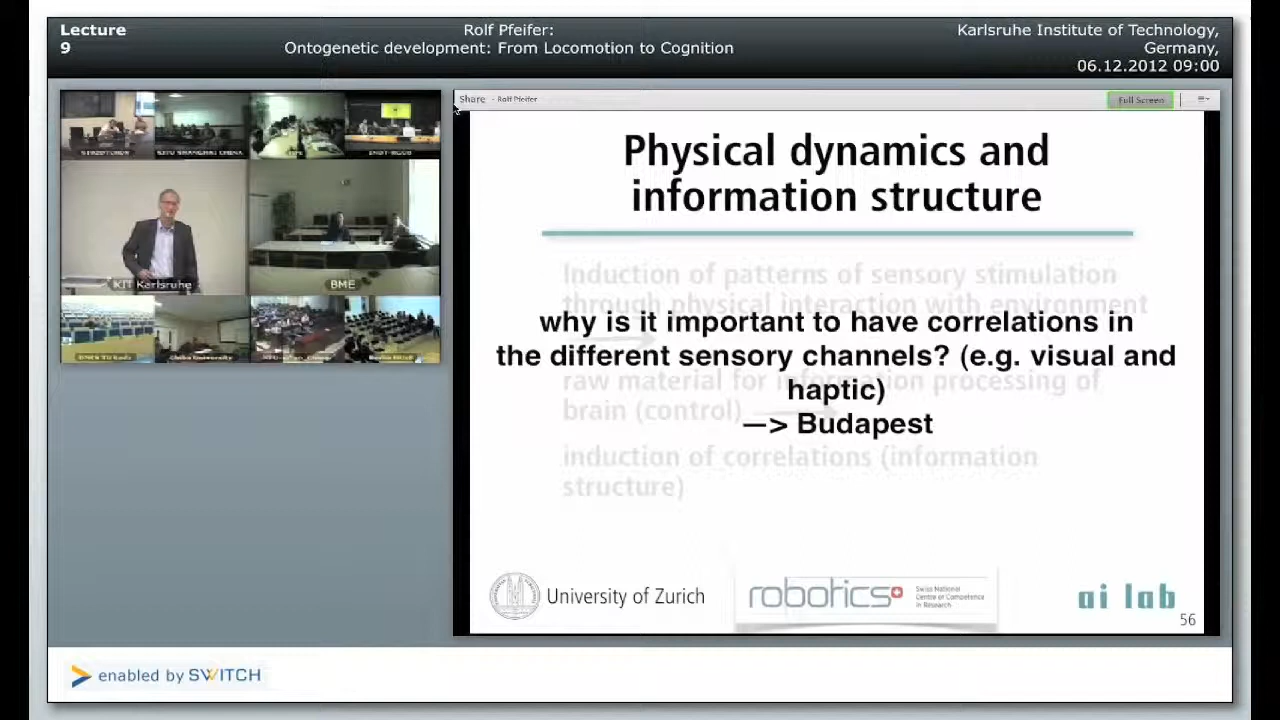 Lecture
9
Rolf Pfeifer:
Ontogenetic development: From Locomotion to Cognition
Karlsruhe Institute of Technology,
Germany,
06.12.2012 09:00
Share - Rolf Pfeifer
Full Screen
KIT Karlsruhe
BME
Chiba University
Physical dynamics and
information structure
Induction of patterns of sensory stimulation
through physical interaction with environment
why is it important to have correlations in
the different sensory channels? (e.g. visual and
haptic)
—> Budapest
raw material for information processing of
brain (control)
induction of correlations (information
structure)
University of Zurich
robotics
Swiss National
Centre of Competence
in Research
ai lab
56
enabled by SWITCH